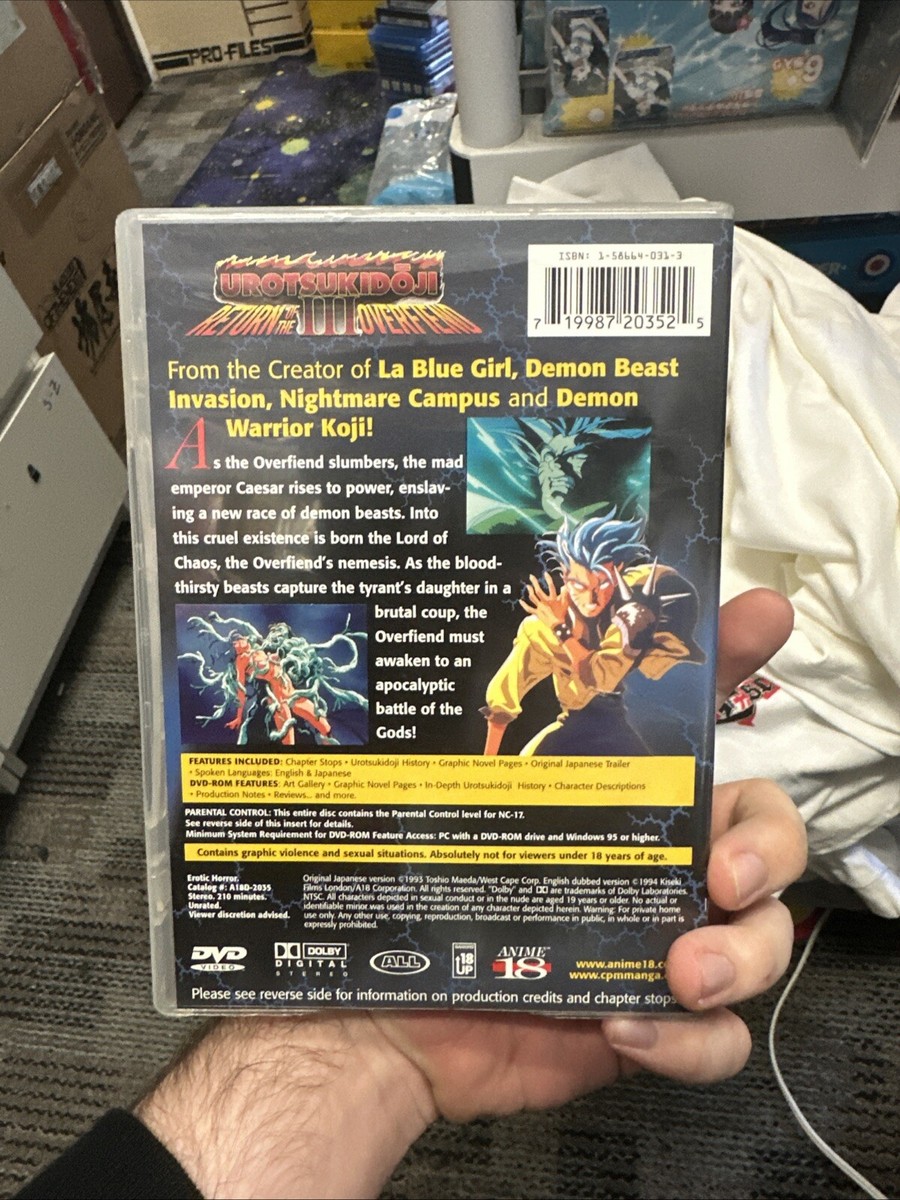 PRO-FILES
GYS
9
5-2
UROTSUKIDŌJI
RETURN OF THE III OVERFIEND
ISBN: 1-58664-031-3
7 19987 20352 5
From the Creator of La Blue Girl, Demon Beast
Invasion, Nightmare Campus and Demon
Warrior Koji!
As the Overfiend slumbers, the mad
emperor Caesar rises to power, enslav-
ing a new race of demon beasts. Into
this cruel existence is born the Lord of
Chaos, the Overfiend's nemesis. As the blood-
thirsty beasts capture the tyrant's daughter in a
brutal coup, the
Overfiend must
awaken to an
apocalyptic
battle of the
Gods!
FEATURES INCLUDED: Chapter Stops • Urotsukidoji History • Graphic Novel Pages • Original Japanese Trailer
• Spoken Languages: English & Japanese
DVD-ROM FEATURES: Art Gallery • Graphic Novel Pages • In-Depth Urotsukidoji History • Character Descriptions
• Production Notes • Reviews... and more.
PARENTAL CONTROL: This entire disc contains the Parental Control level for NC-17.
See reverse side of this insert for details.
Minimum System Requirement for DVD-ROM Feature Access: PC with a DVD-ROM drive and Windows 95 or higher.
Contains graphic violence and sexual situations. Absolutely not for viewers under 18 years of age.
Erotic Horror.
Catalog #: A18D-2035
Stereo. 210 minutes.
Unrated.
Viewer discretion advised.
Original Japanese version ©1993 Toshio Maeda/West Cape Corp. English dubbed version ©1994 Kiseki
Films London/A18 Corporation. All rights reserved. "Dolby" and DD are trademarks of Dolby Laboratories.
NTSC. All characters depicted in sexual conduct or in the nude are aged 19 years or older. No actual or
identifiable minor was used in the creation of any character depicted herein. Warning: For private home
use only. Any other use, copying, reproduction, broadcast or performance in public, in whole or in part is
expressly prohibited.
DVD
VIDEO
DOLBY
DIGITAL
STEREO
ALL
18
UP
ANIME
18
www.anime18.c
www.cpmmanga.
Please see reverse side for information on production credits and chapter stops